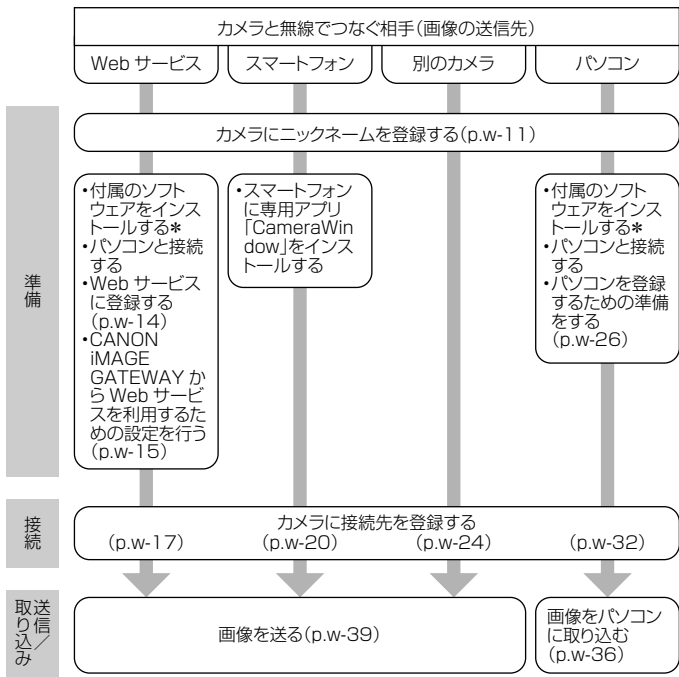 カメラと無線でつなぐ相手(画像の送信先)
Web サービス
スマートフォン
別のカメラ
パソコン
準備
カメラにニックネームを登録する(p.w-11)
・付属のソフト
ウェアをインス
トールする*
・パソコンと接続
する
・Web サービス
に登録する
(p.w-14)
・CANON
iMAGE
GATEWAY か
ら Web サービ
スを利用するた
めの設定を行う
(p.w-15)
・スマートフォン
に専用アプリ
「CameraWin
dow」をインス
トールする
・付属のソフト
ウェアをインス
トールする*
・パソコンと接続
する
・パソコンを登録
するための準備
をする
(p.w-26)
接続
カメラに接続先を登録する
(p.w-17)
(p.w-20)
(p.w-24)
(p.w-32)
送信/
取り込み
画像を送る(p.w-39)
画像をパソコン
に取り込む
(p.w-36)